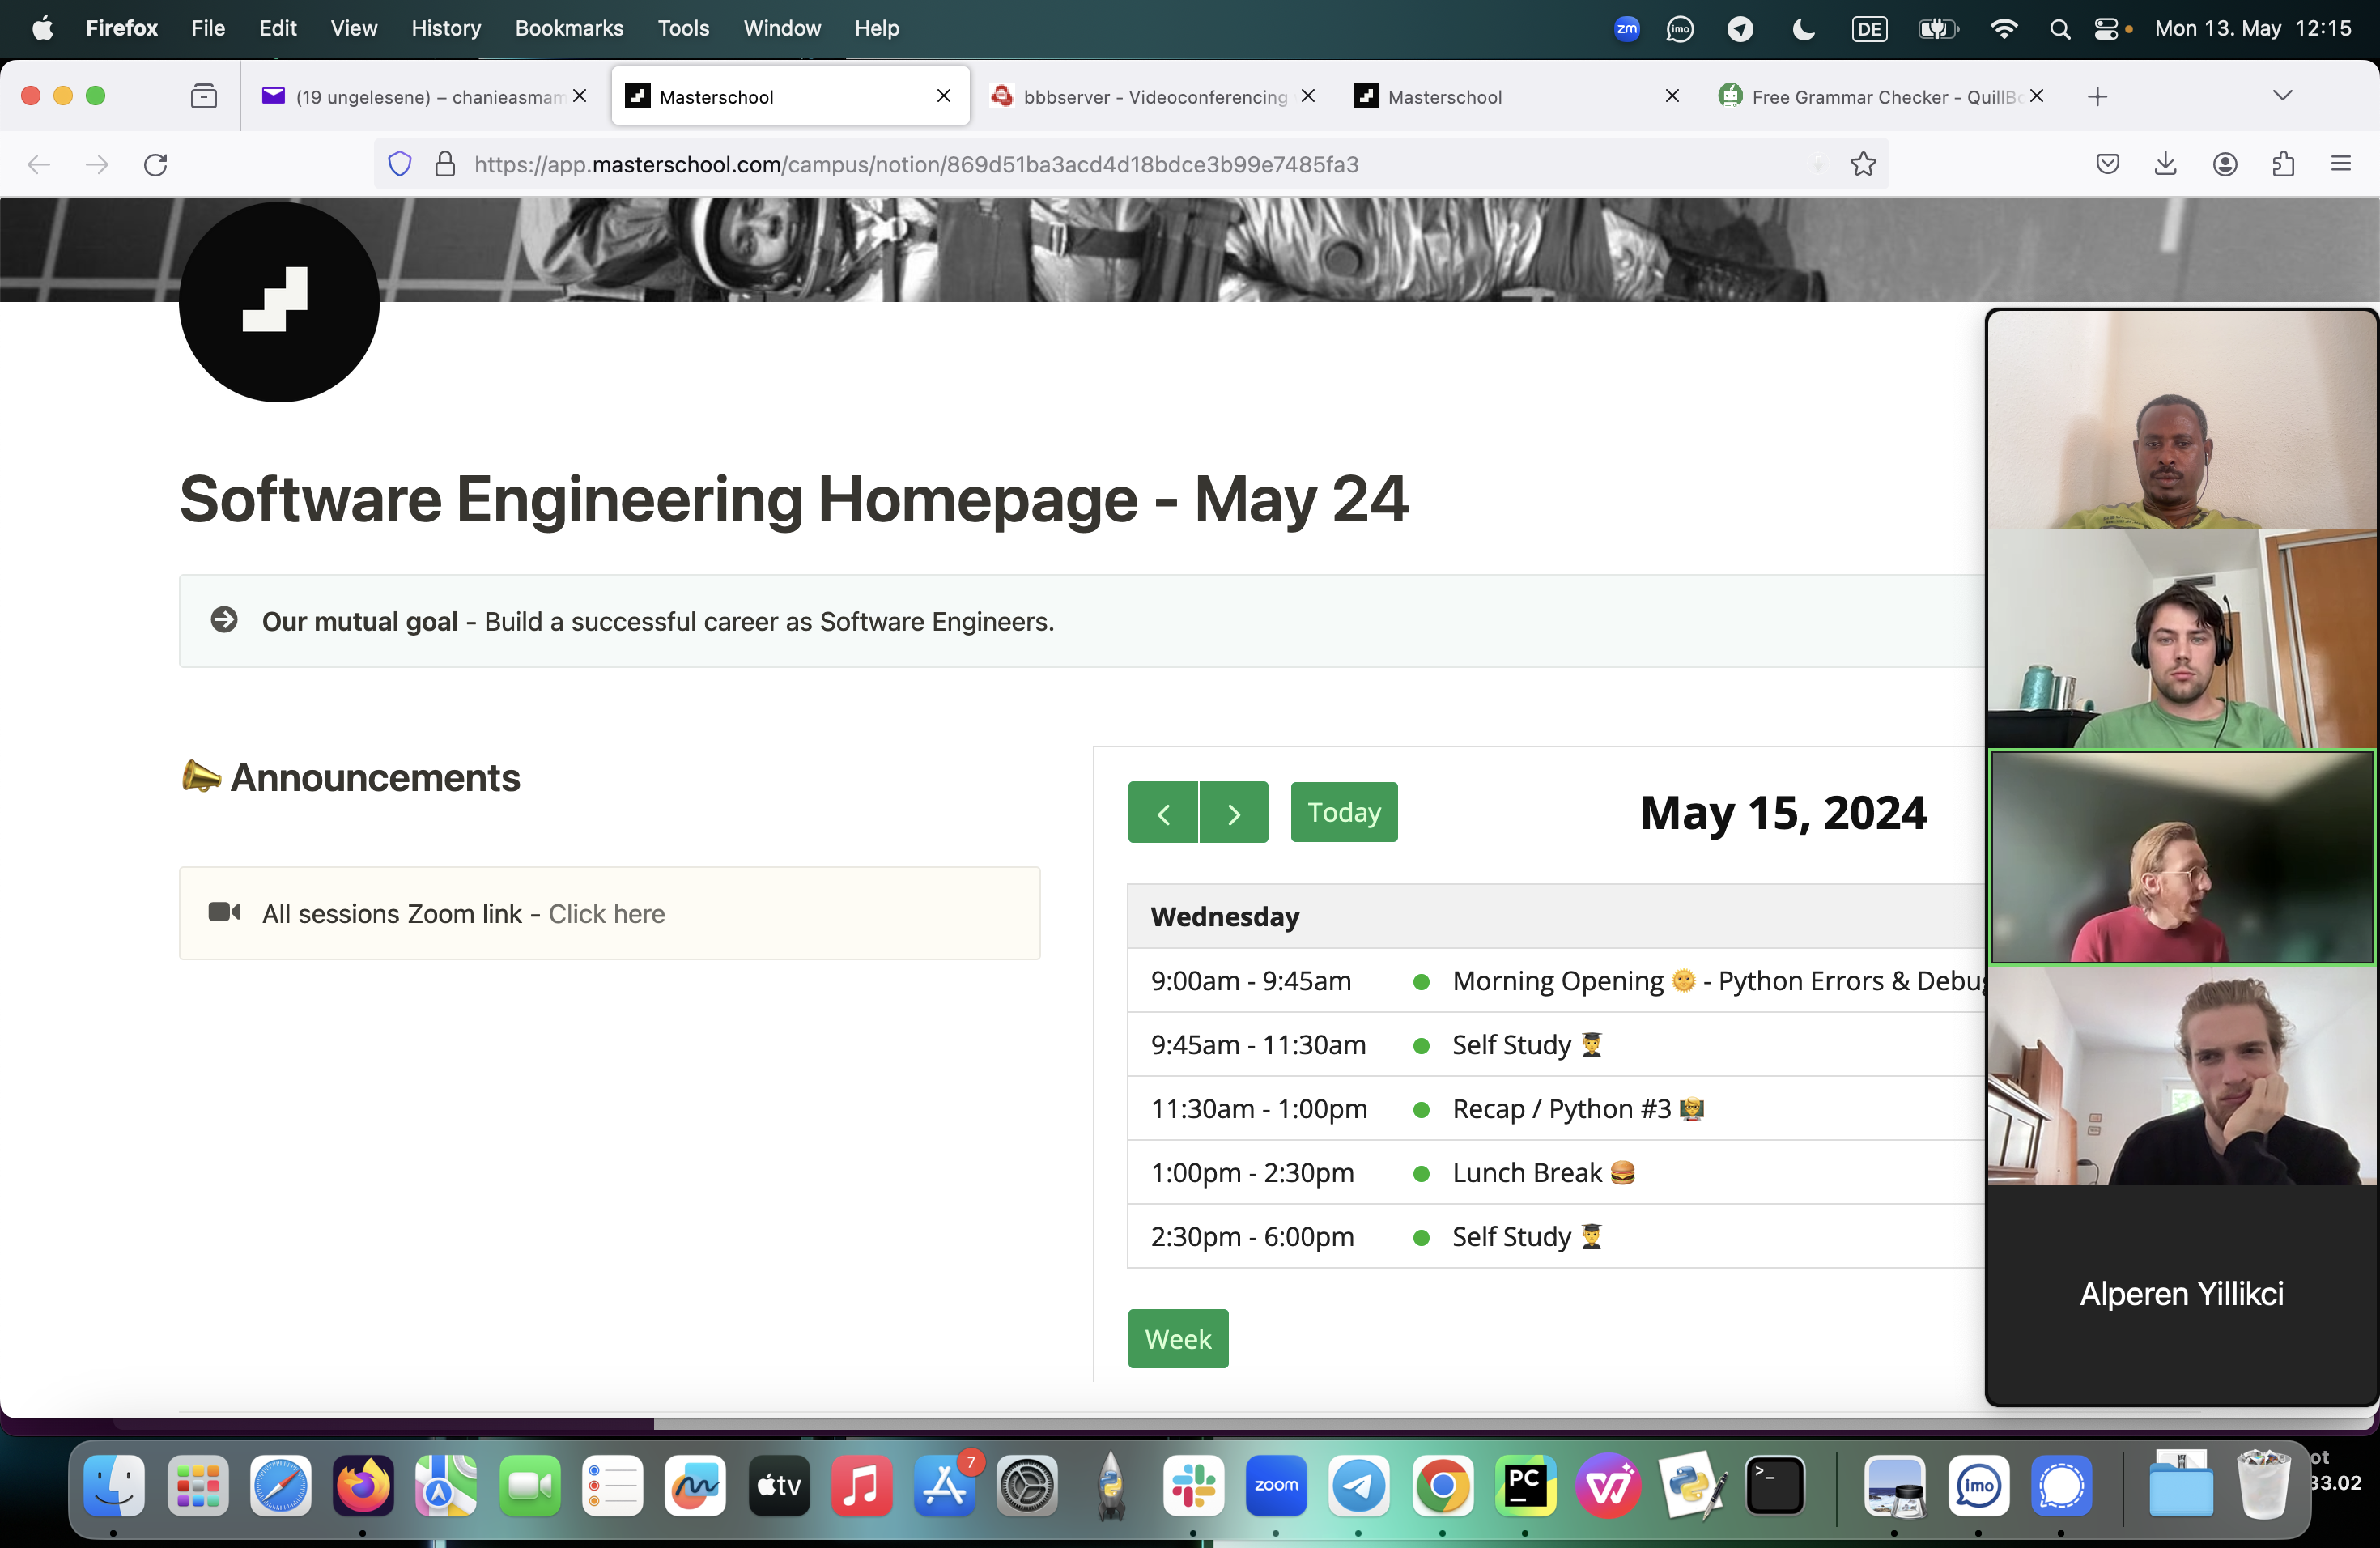 Firefox File Edit View History Bookmarks Tools Window Help zm imo DE Mon 13. May 12:15
(19 ungelesene) – chanieasmam
Masterschool
bbbserver - Videoconferencing
Masterschool
Free Grammar Checker - QuillBo
https://app.masterschool.com/campus/notion/869d51ba3acd4d18bdce3b99e7485fa3
Software Engineering Homepage - May 24
Our mutual goal - Build a successful career as Software Engineers.
Announcements
All sessions Zoom link - Click here
Today
May 15, 2024
Wednesday
9:00am - 9:45am Morning Opening 🌞 - Python Errors & Debug
9:45am - 11:30am Self Study
11:30am - 1:00pm Recap / Python #3
1:00pm - 2:30pm Lunch Break 🍔
2:30pm - 6:00pm Self Study
Week
Alperen Yillikci
tv
7
zoom
PC
>_
imo
ot
33.02